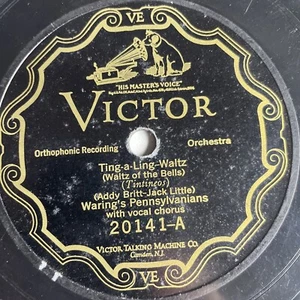 VE
"HIS MASTER'S VOICE"
VICTOR
Orthophonic Recording Orchestra
Ting-a-Ling-Waltz
(Waltz of the Bells)
(Tintineos)
(Addy Britt-Jack Little)
Waring's Pennsylvanians
with vocal chorus
20141-A
VICTOR TALKING MACHINE CO.
Camden, N.J.
VE